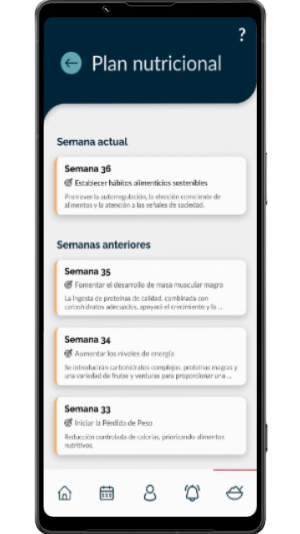 ?
Plan nutricional
Semana actual
Semana 36
Establecer hábitos alimenticios sostenibles
Promover la autorregulación, la elección consciente de
alimentos y la atención a las señales de saciedad.
Semanas anteriores
Semana 35
Fomentar el desarrollo de masa muscular magra
La ingesta de proteínas de calidad, combinada con
carbohidratos adecuados, apoyará el crecimiento y la ...
Semana 34
Aumentar los niveles de energía
Se introducirán carbohidratos complejos, proteínas magras y
una variedad de frutas y verduras para proporcionar una ...
Semana 33
Iniciar la Pérdida de Peso
Reducción controlada de calorías, priorizando alimentos
nutritivos.